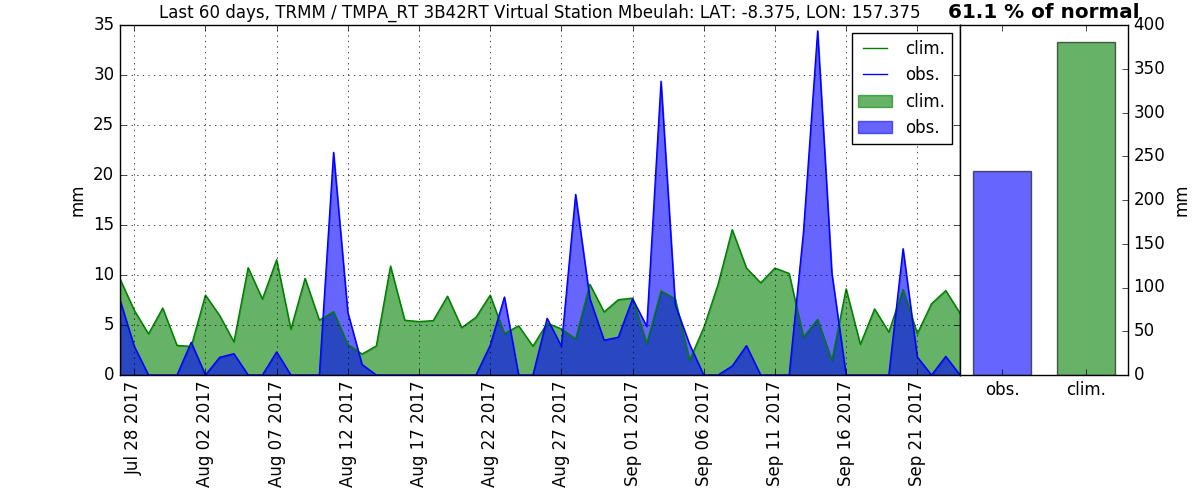 Last 60 days, TRMM / TMPA_RT 3B42RT Virtual Station Mbeulah: LAT: -8.375, LON: 157.375
61.1 % of normal
35
30
25
20
15
10
5
0
mm
clim.
obs.
clim.
obs.
400
350
300
250
200
150
100
50
0
mm
Jul 28 2017
Aug 02 2017
Aug 07 2017
Aug 12 2017
Aug 17 2017
Aug 22 2017
Aug 27 2017
Sep 01 2017
Sep 06 2017
Sep 11 2017
Sep 16 2017
Sep 21 2017
obs.
clim.